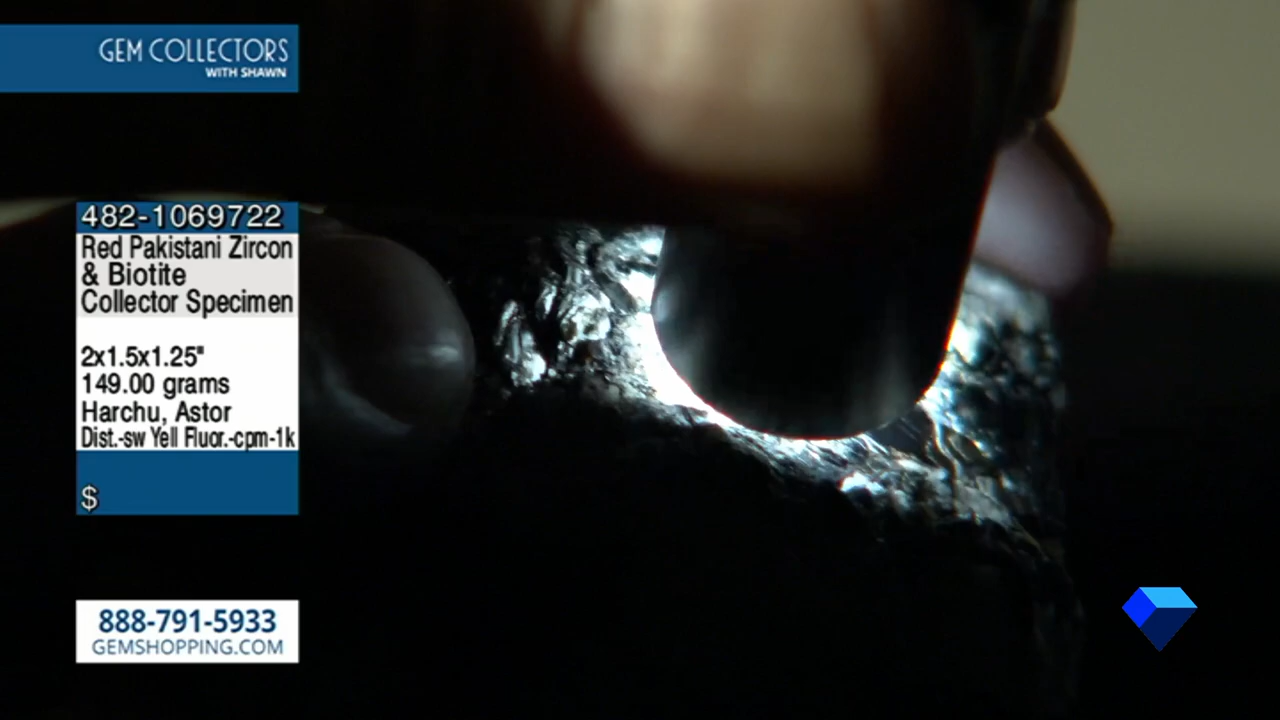 GEM COLLECTORS
WITH SHAWN
482-1069722
Red Pakistani Zircon
& Biotite
Collector Specimen
2x1.5x1.25"
149.00 grams
Harchu, Astor
Dist.-sw Yell Fluor.-cpm-1k
$
888-791-5933
GEMSHOPPING.COM